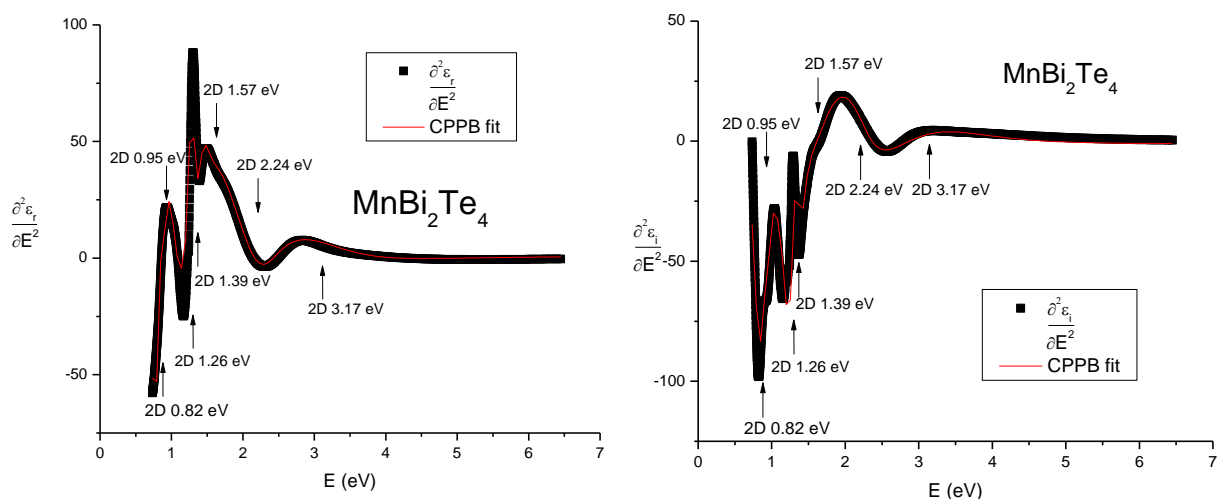 100
50
0
-50
∂²εᵣ
∂E²
2D 0.95 eV
2D 1.57 eV
2D 2.24 eV
2D 1.39 eV
2D 3.17 eV
2D 1.26 eV
2D 0.82 eV
MnBi₂Te₄
∂²εᵣ
∂E²
CPPB fit
0 1 2 3 4 5 6 7
E (eV)
50
0
-50
-100
∂²εᵢ
∂E²
2D 1.57 eV
MnBi₂Te₄
2D 0.95 eV
2D 2.24 eV
2D 3.17 eV
2D 1.39 eV
2D 1.26 eV
2D 0.82 eV
∂²εᵢ
∂E²
CPPB fit
0 1 2 3 4 5 6 7
E (eV)